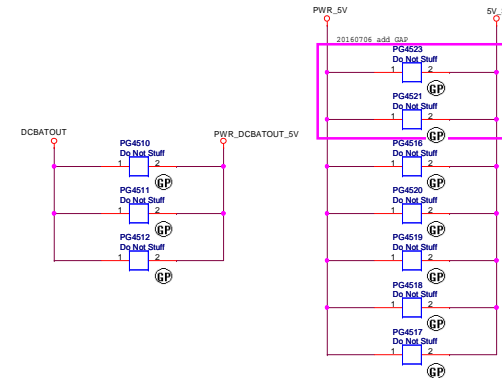 PWR_5V
5V_
20160706 add GAP
PG4523
Do Not Stuff
1 2
GP
PG4521
Do Not Stuff
1 2
GP
DCBATOUT
PWR_DCBATOUT_5V
PG4510
Do Not Stuff
1 2
GP
PG4511
Do Not Stuff
1 2
GP
PG4512
Do Not Stuff
1 2
GP
PG4516
Do Not Stuff
1 2
GP
PG4520
Do Not Stuff
1 2
GP
PG4519
Do Not Stuff
1 2
GP
PG4518
Do Not Stuff
1 2
GP
PG4517
Do Not Stuff
1 2
GP